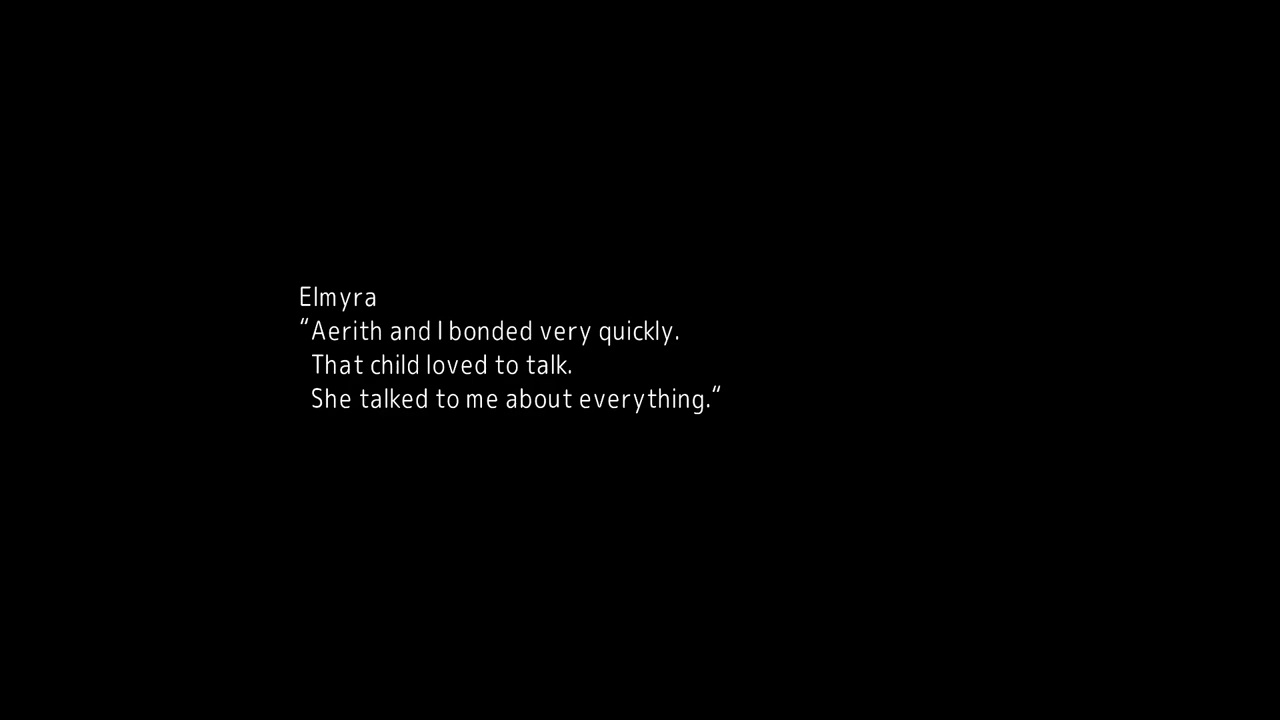 Elmyra
“Aerith and I bonded very quickly.
That child loved to talk.
She talked to me about everything.“